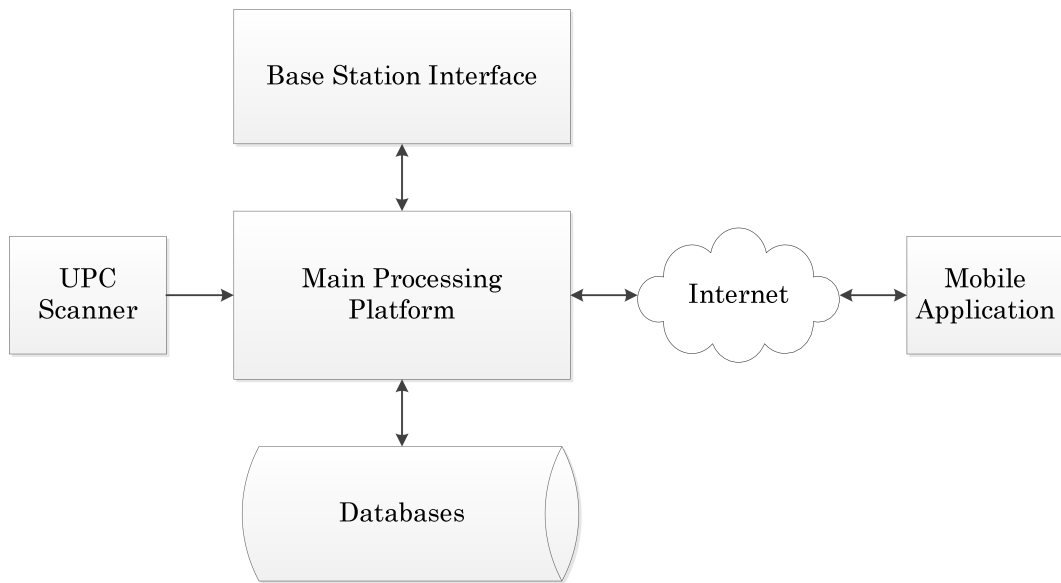 Base Station Interface
UPC
Scanner
Main Processing
Platform
Internet
Mobile
Application
Databases